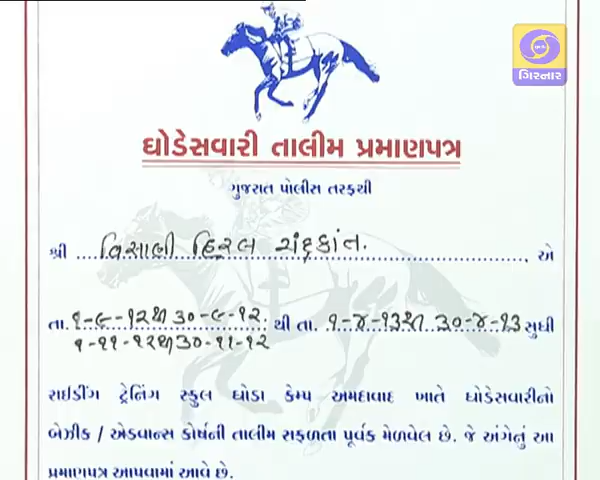 ગિરનાર
ઘોડેસવારી તાલીમ પ્રમાણપત્ર
ગુજરાત પોલીસ તરફથી
શ્રી ....વિસાણી હિરલ ચંદ્રકાંત............................, એ
તા. ૧-૯-૧૨થી ૩૦-૯-૧૨. થી તા. ૧-૪-૧૩થી ૩૦-૪-૧૩ સુધી
૧-૧૧-૧૨થી ૩૦-૧૧-૧૨
રાઈડીંગ ટ્રેનિંગ સ્કુલ ઘોડા કેમ્પ અમદાવાદ ખાતે ઘોડેસવારીનો
બેઝીક / એડવાન્સ કોર્ષની તાલીમ સફળતા પૂર્વક મેળવેલ છે. જે અંગેનું આ
પ્રમાણપત્ર આપવામાં આવે છે.